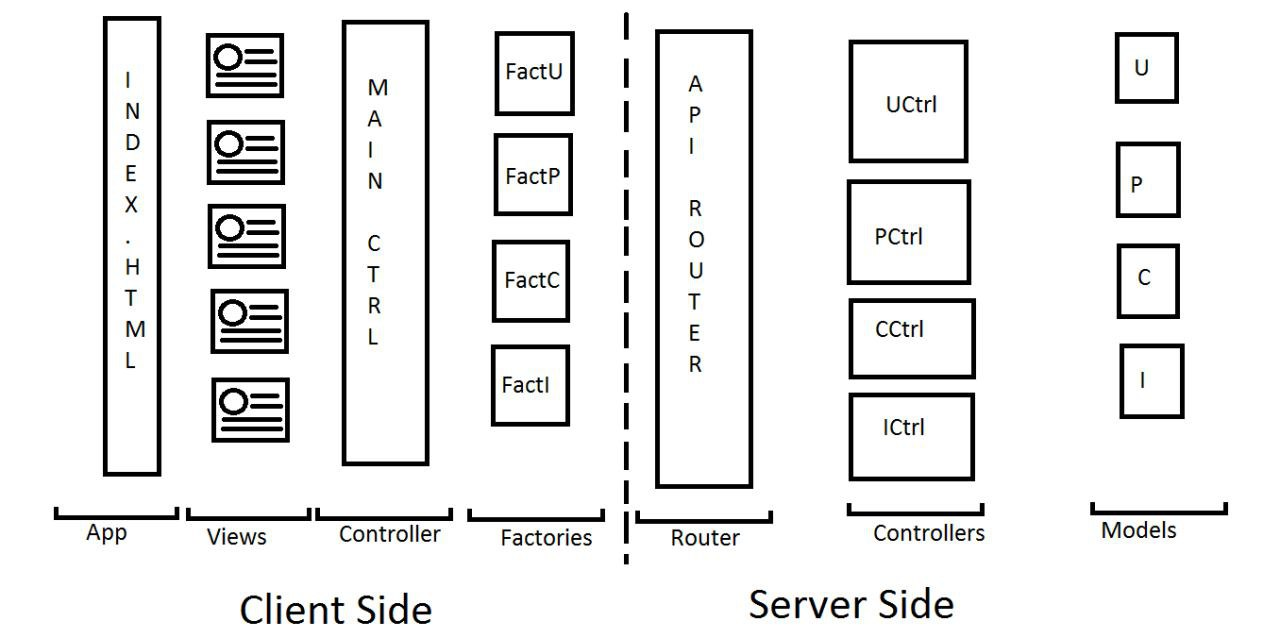 INDEX.HTML
MAIN CTRL
FactU
FactP
FactC
FactI
API ROUTER
UCtrl
PCtrl
CCtrl
ICtrl
U
P
C
I
App
Views
Controller
Factories
Router
Controllers
Models
Client Side
Server Side